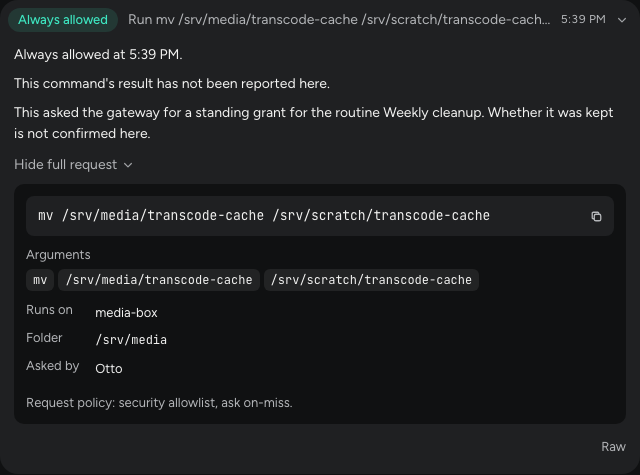 Always allowed Run mv /srv/media/transcode-cache /srv/scratch/transcode-cach... 5:39 PM
Always allowed at 5:39 PM.
This command's result has not been reported here.
This asked the gateway for a standing grant for the routine Weekly cleanup. Whether it was kept
is not confirmed here.
Hide full request
mv /srv/media/transcode-cache /srv/scratch/transcode-cache
Arguments
mv /srv/media/transcode-cache /srv/scratch/transcode-cache
Runs on media-box
Folder /srv/media
Asked by Otto
Request policy: security allowlist, ask on-miss.
Raw